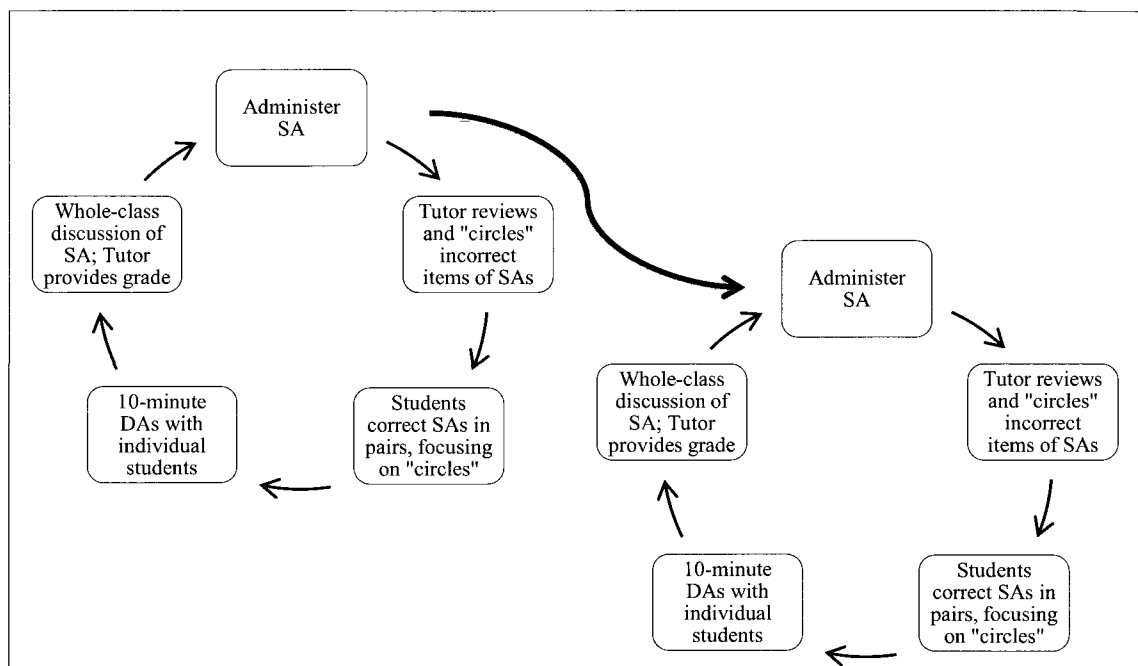 Administer
SA
Tutor reviews
and "circles"
incorrect
items of SAs
Students
correct SAs in
pairs, focusing
on "circles"
10-minute
DAs with
individual
students
Whole-class
discussion of
SA; Tutor
provides grade
Administer
SA
Tutor reviews
and "circles"
incorrect
items of SAs
Students
correct SAs in
pairs, focusing
on "circles"
10-minute
DAs with
individual
students
Whole-class
discussion of
SA; Tutor
provides grade